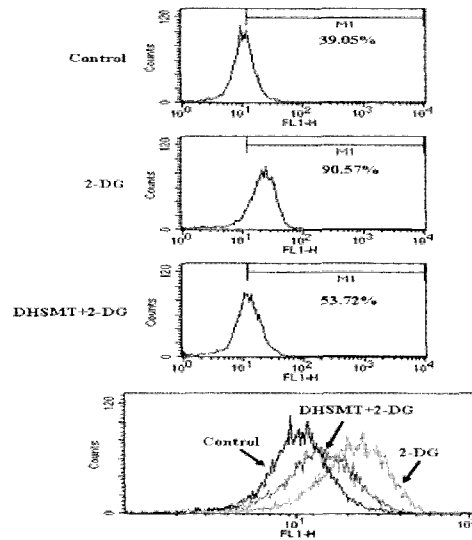 120
Counts
0
Control
M1
39.05%
10^0 10^1 10^2 10^3 10^4
FL1-H
120
Counts
0
2-DG
M1
90.57%
10^0 10^1 10^2 10^3 10^4
FL1-H
120
Counts
0
DHSMT+2-DG
M1
53.72%
10^0 10^1 10^2 10^3 10^4
FL1-H
120
Counts
0
DHSMT+2-DG
Control
2-DG
10^1
FL1-H